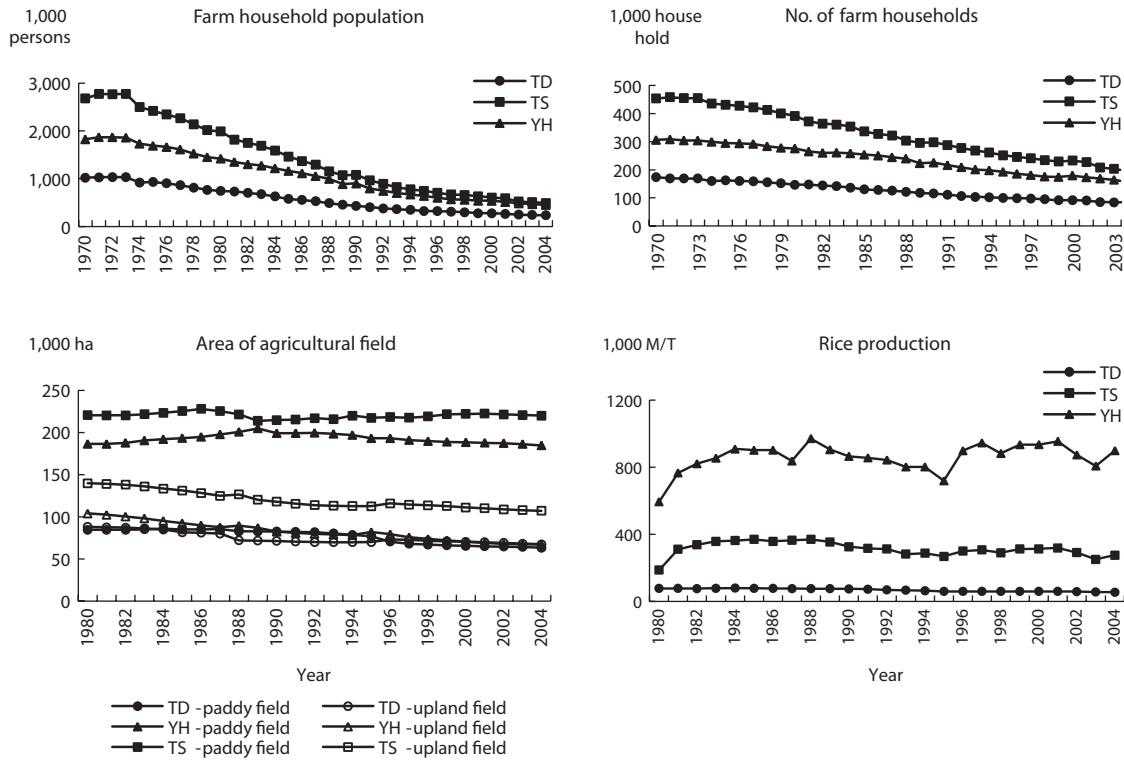 1,000
persons
Farm household population
TD
TS
YH
3,000
2,000
1,000
0
1970
1972
1974
1976
1978
1980
1982
1984
1986
1988
1990
1992
1994
1996
1998
2000
2002
2004
1,000 house
hold
No. of farm households
TD
TS
YH
500
400
300
200
100
0
1970
1973
1976
1979
1982
1985
1988
1991
1994
1997
2000
2003
1,000 ha
Area of agricultural field
250
200
150
100
50
0
1980
1982
1984
1986
1988
1990
1992
1994
1996
1998
2000
2002
2004
Year
TD -paddy field
YH -paddy field
TS -paddy field
TD -upland field
YH -upland field
TS -upland field
1,000 M/T
Rice production
TD
TS
YH
1200
800
400
0
1980
1982
1984
1986
1988
1990
1992
1994
1996
1998
2000
2002
2004
Year